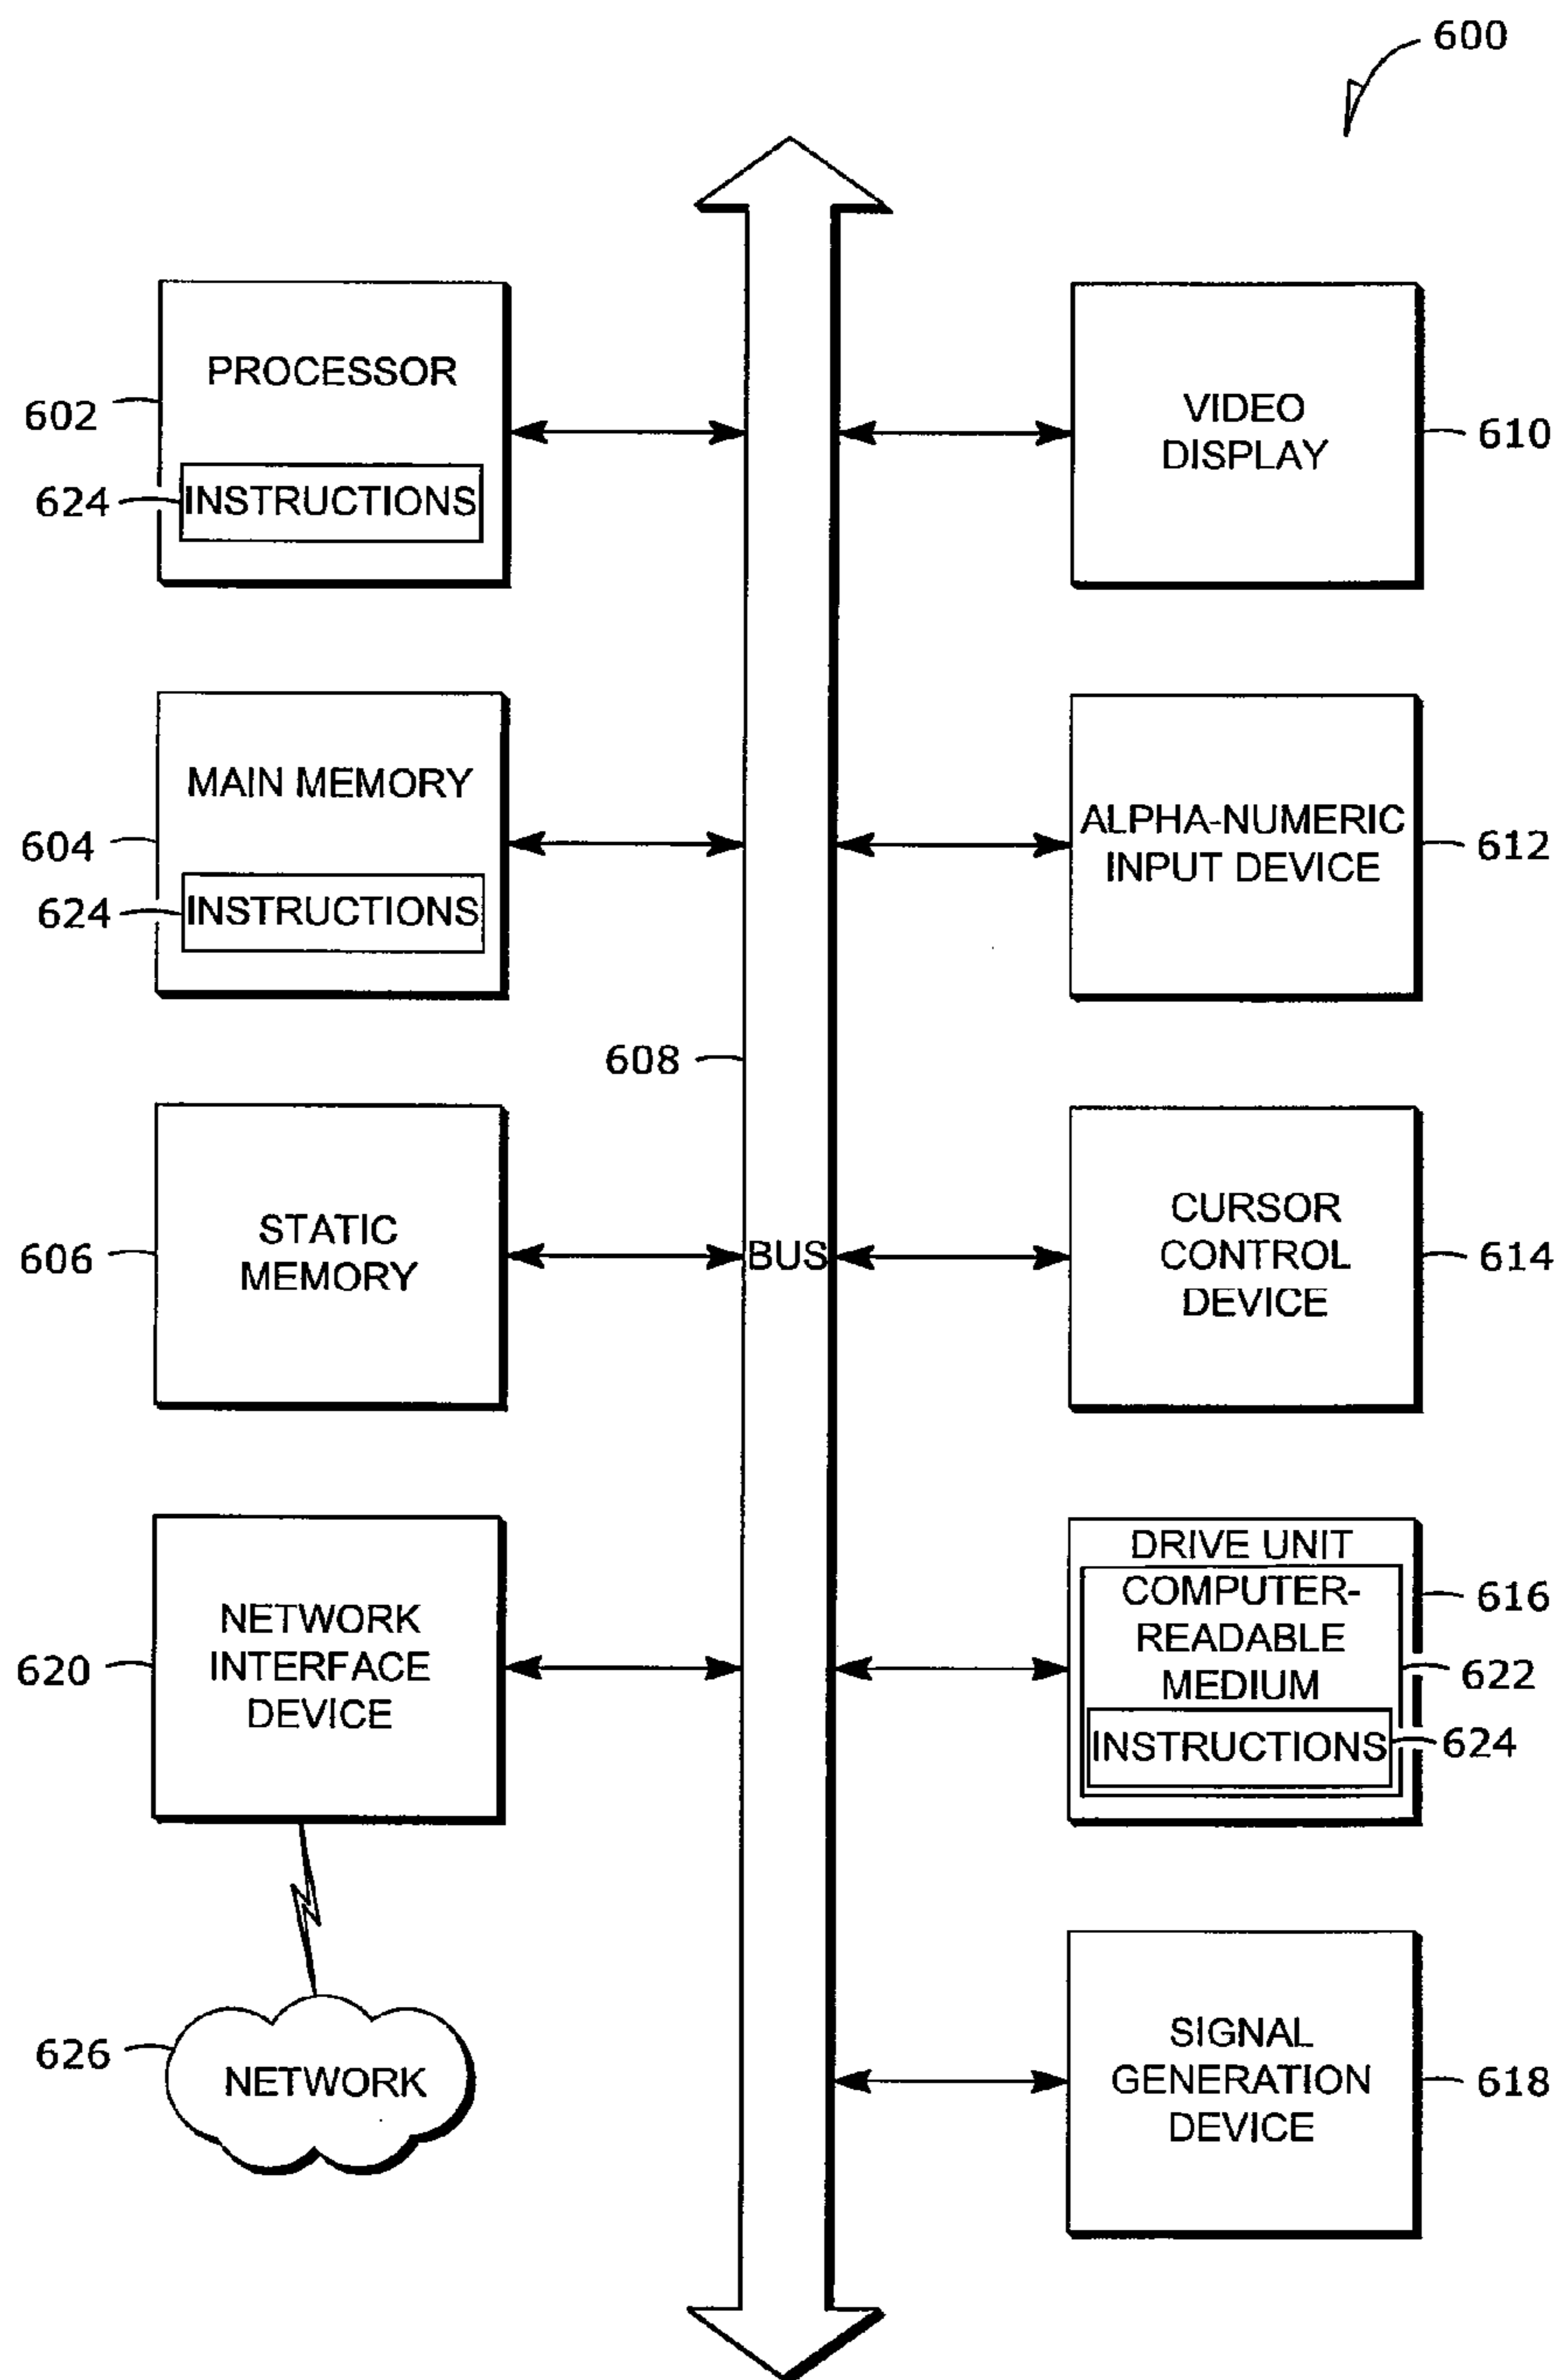 600
PROCESSOR
602
624
INSTRUCTIONS
VIDEO
DISPLAY
610
MAIN MEMORY
604
624
INSTRUCTIONS
ALPHA-NUMERIC
INPUT DEVICE
612
608
STATIC
MEMORY
606
BUS
CURSOR
CONTROL
DEVICE
614
NETWORK
INTERFACE
DEVICE
620
DRIVE UNIT
616
COMPUTER-
READABLE
MEDIUM
622
INSTRUCTIONS
624
626
NETWORK
SIGNAL
GENERATION
DEVICE
618